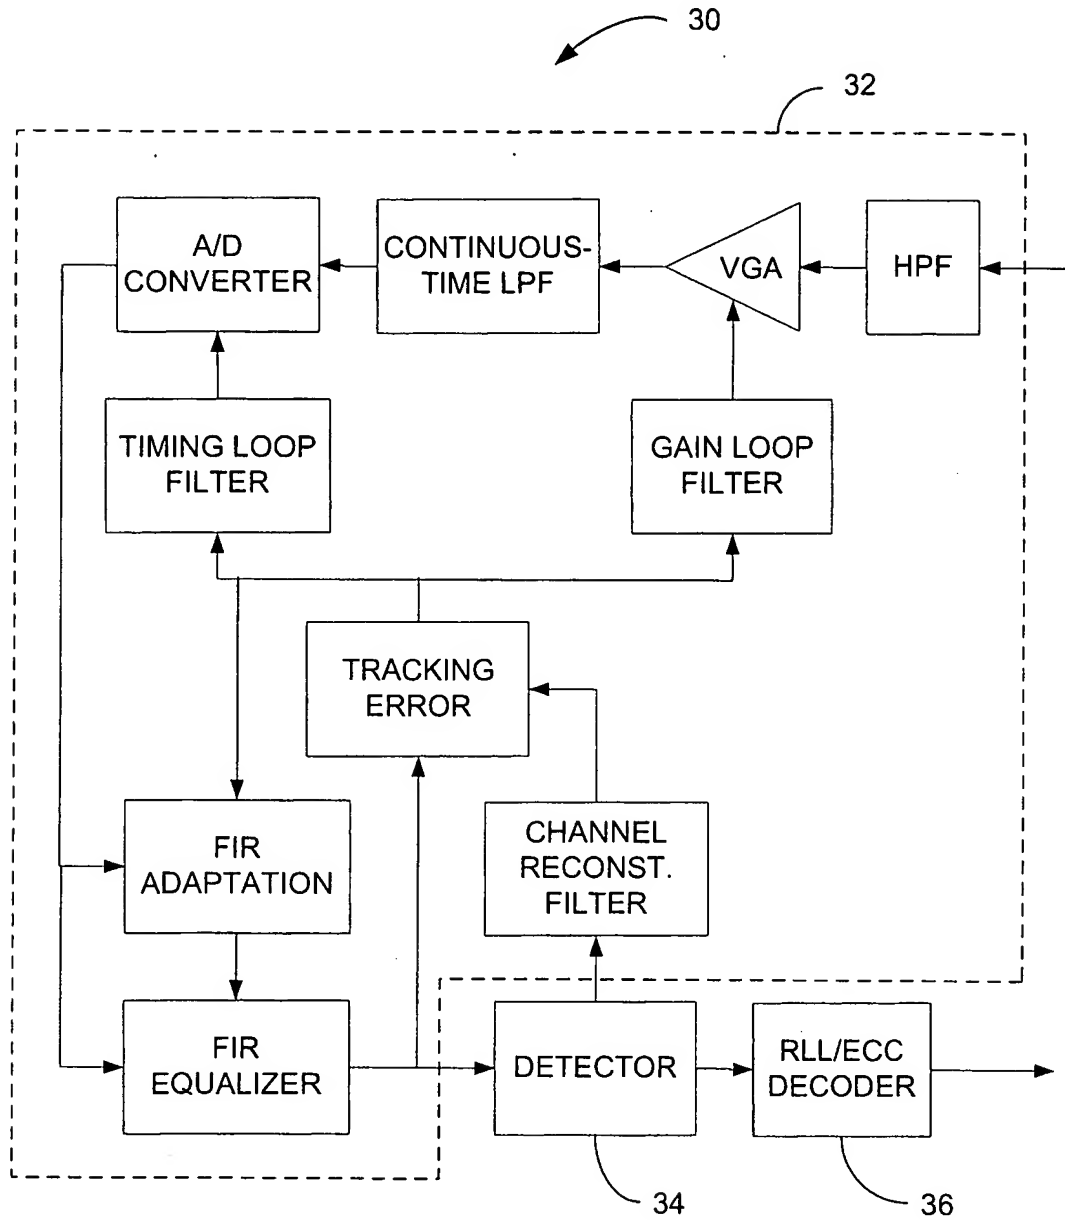 30
32
A/D
CONVERTER
CONTINUOUS-
TIME LPF
VGA
HPF
TIMING LOOP
FILTER
GAIN LOOP
FILTER
TRACKING
ERROR
FIR
ADAPTATION
CHANNEL
RECONST.
FILTER
FIR
EQUALIZER
DETECTOR
RLL/ECC
DECODER
34
36